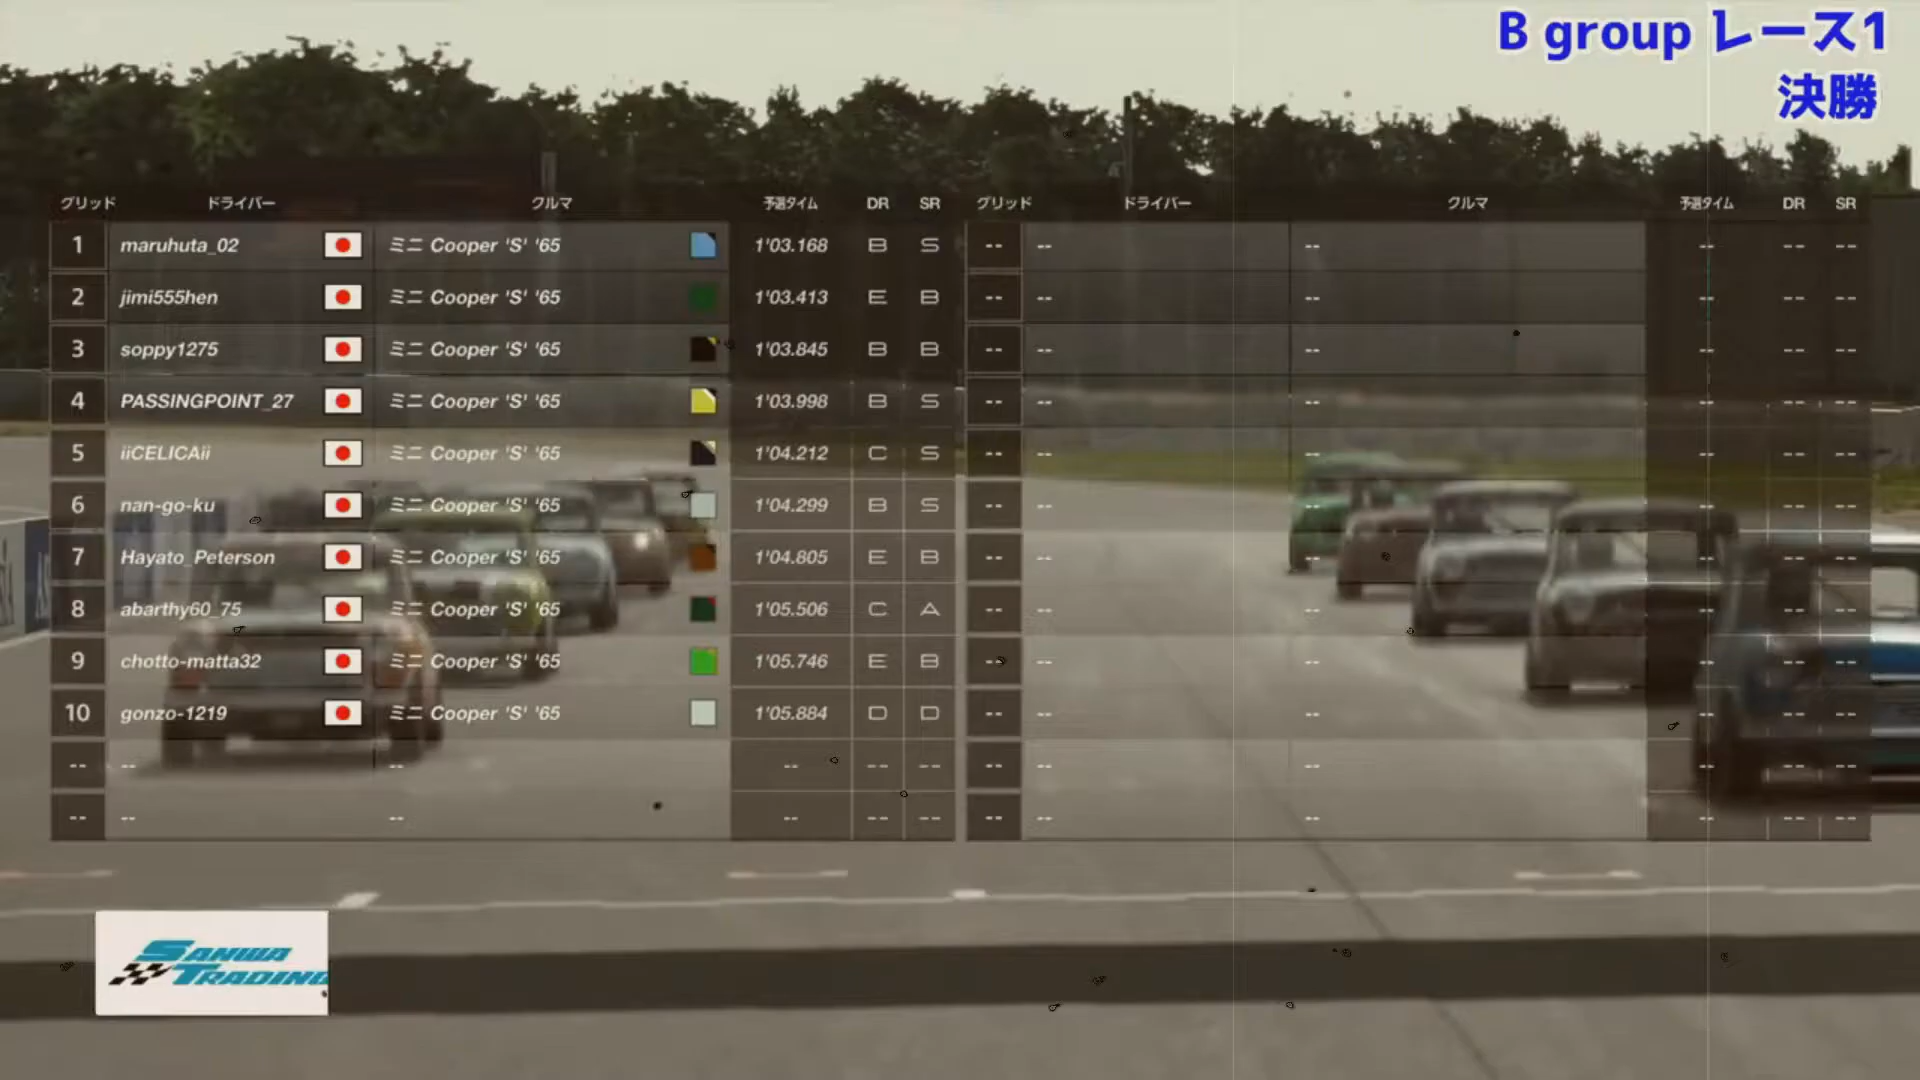 B group レース1
決勝
グリッド ドライバー クルマ 予選タイム DR SR グリッド ドライバー クルマ 予選タイム DR SR
1 maruhuta_02 ミニ Cooper 'S' '65 1'03.168 B S -- -- -- -- -- --
2 jimi555hen ミニ Cooper 'S' '65 1'03.413 E B -- -- -- -- -- --
3 soppy1275 ミニ Cooper 'S' '65 1'03.845 B B -- -- -- -- -- --
4 PASSINGPOINT_27 ミニ Cooper 'S' '65 1'03.998 B S -- -- -- -- -- --
5 iiCELICAii ミニ Cooper 'S' '65 1'04.212 C S -- -- -- -- -- --
6 nan-go-ku ミニ Cooper 'S' '65 1'04.299 B S -- -- -- -- -- --
7 Hayato_Peterson ミニ Cooper 'S' '65 1'04.805 E B -- -- -- -- -- --
8 abarthy60_75 ミニ Cooper 'S' '65 1'05.506 C A -- -- -- -- -- --
9 chotto-matta32 ミニ Cooper 'S' '65 1'05.746 E B -- -- -- -- -- --
10 gonzo-1219 ミニ Cooper 'S' '65 1'05.884 D D -- -- -- -- -- --
-- -- -- -- -- -- -- -- -- -- -- --
-- -- -- -- -- -- -- -- -- -- -- --
SANWA
TRADING